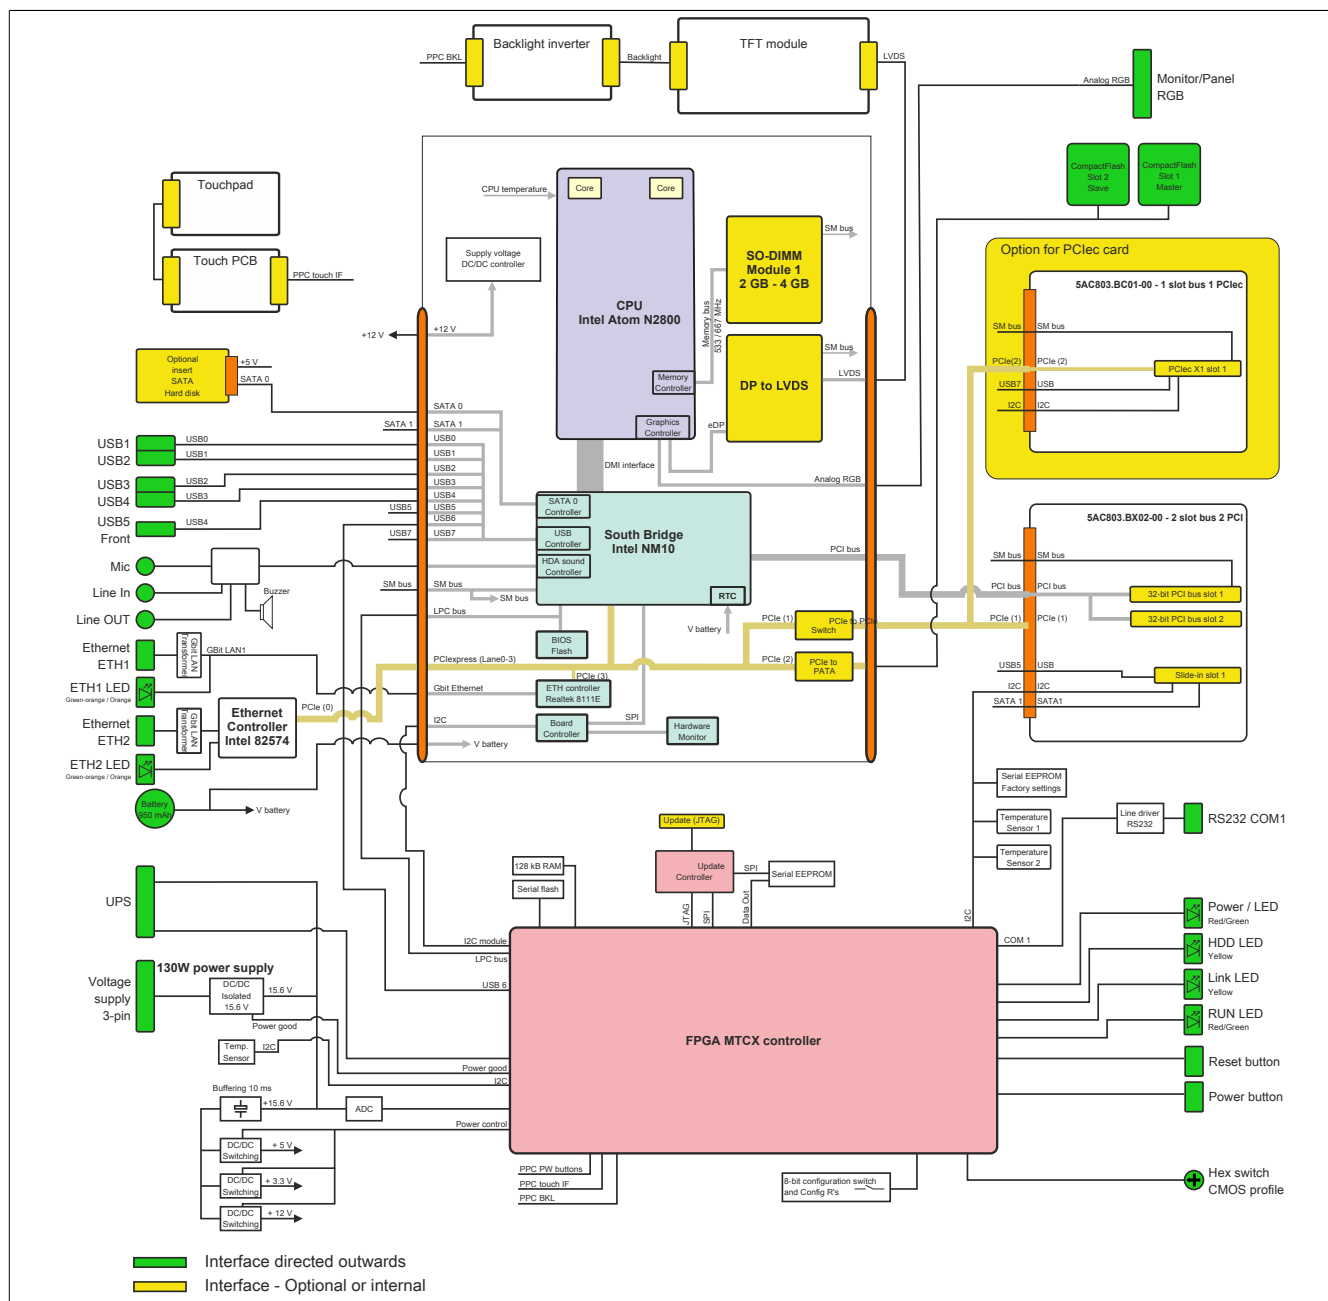 Backlight inverter
TFT module
PPC BKL
Backlight
LVDS
Analog RGB
Monitor/Panel
RGB
CompactFlash
Slot 2
Slave
CompactFlash
Slot 1
Master
Touchpad
Touch PCB
PPC touch IF
CPU temperature
Core
Core
CPU
Intel Atom N2800
Memory
Controller
Graphics
Controller
Supply voltage
DC/DC controller
+12 V
+12 V
Memory bus
533 / 667 MHz
SO-DIMM
Module 1
2 GB - 4 GB
SM bus
DP to LVDS
SM bus
LVDS
eDP
DMI interface
Analog RGB
Option for PCIec card
5AC803.BC01-00 - 1 slot bus 1 PCIec
SM bus
SM bus
PCIe(2)
PCIe (2)
PCIec X1 slot 1
USB7
USB
I2C
I2C
Optional
insert
SATA
Hard disk
+5 V
SATA 0
SATA 0
SATA 1
SATA 1
USB1
USB2
USB0
USB1
USB3
USB4
USB2
USB3
USB5
Front
USB4
USB5
USB7
USB0
USB1
USB2
USB3
USB4
USB5
USB6
USB7
SATA 0
Controller
USB
Controller
HDA sound
Controller
South Bridge
Intel NM10
RTC
V battery
PCI bus
5AC803.BX02-00 - 2 slot bus 2 PCI
SM bus
SM bus
PCI bus
PCI bus
32-bit PCI bus slot 1
32-bit PCI bus slot 2
PCIe (1)
PCIe (1)
USB5
USB
Slide-in slot 1
I2C
I2C
SATA 1
SATA1
Mic
Line In
Line OUT
Buzzer
SM bus
SM bus
SM bus
LPC bus
BIOS
Flash
PCIe (1)
PCIe to PCIe
Switch
PCIexpress (Lane0-3)
PCIe (2)
PCIe to
PATA
PCIe (3)
Gbit Ethernet
ETH controller
Realtek 8111E
I2C
Board
Controller
SPI
Hardware
Monitor
V battery
Ethernet
ETH1
Gbit LAN
Transformer
GBit LAN1
ETH1 LED
Green-orange / Orange
Ethernet
ETH2
Gbit LAN
Transformer
Ethernet
Controller
Intel 82574
PCIe (0)
ETH2 LED
Green-orange / Orange
Battery
950 mAh
V battery
Serial EEPROM
Factory settings
Temperature
Sensor 1
Temperature
Sensor 2
Line driver
RS232
RS232 COM1
Update (JTAG)
Update
Controller
SPI
Serial EEPROM
JTAG
SPI
Data Out
128 kB RAM
Serial flash
I2C
UPS
Voltage
supply
3-pin
130W power supply
DC/DC
Isolated
15.6 V
15.6 V
Power good
Temp.
Sensor
I2C
Buffering 10 ms
+15.6 V
ADC
DC/DC
Switching
+ 5 V
DC/DC
Switching
+ 3.3 V
DC/DC
Switching
+ 12 V
I2C module
LPC bus
USB 6
Power good
I2C
Power control
COM 1
FPGA MTCX controller
PPC PW buttons
PPC touch IF
PPC BKL
8-bit configuration switch
and Config R's
Power / LED
Red/Green
HDD LED
Yellow
Link LED
Yellow
RUN LED
Red/Green
Reset button
Power button
Hex switch
CMOS profile
Interface directed outwards
Interface - Optional or internal